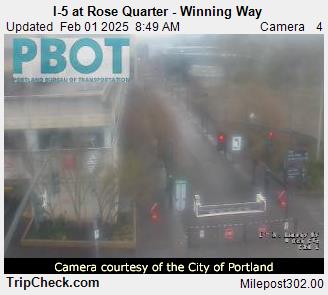 I-5 at Rose Quarter - Winning Way
Updated  Feb 01 2025  8:49 AM
Camera  4
PBOT
PORTLAND BUREAU OF TRANSPORTATION
Camera courtesy of the City of Portland
TripCheck.com
Milepost302.00